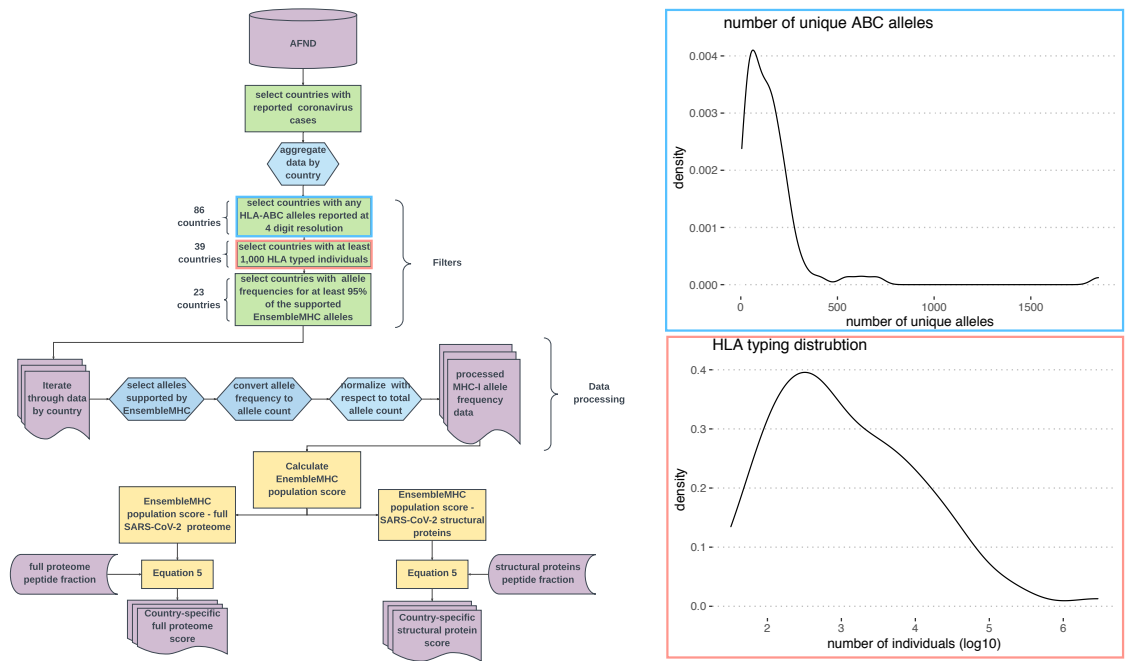 AFND
select countries with
reported coronavirus
cases
aggregate
data by
country
86
countries
select countries with any
HLA-ABC alleles reported at
4 digit resolution
39
countries
select countries with at least
1,000 HLA typed individuals
23
countries
select countries with allele
frequencies for at least 95%
of the supported
EnsembleMHC alleles
Filters
Iterate
through data
by country
select alleles
supported by
EnsembleMHC
convert allele
frequency to
allele count
normalize with
respect to total
allele count
processed
MHC-I allele
frequency
data
Data
processing
Calculate
EnembleMHC
population score
EnsembleMHC
population score - full
SARS-CoV-2 proteome
EnsembleMHC
population score -
SARS-CoV-2 structural
proteins
full proteome
peptide fraction
Equation 5
Equation 5
structural proteins
peptide fraction
Country-specific
full proteome
score
Country-specific
structural protein
score
number of unique ABC alleles
density
0.004
0.003
0.002
0.001
0.000
0
500
1000
1500
number of unique alleles
HLA typing distrubtion
density
0.4
0.3
0.2
0.1
0.0
2
3
4
5
6
number of individuals (log10)